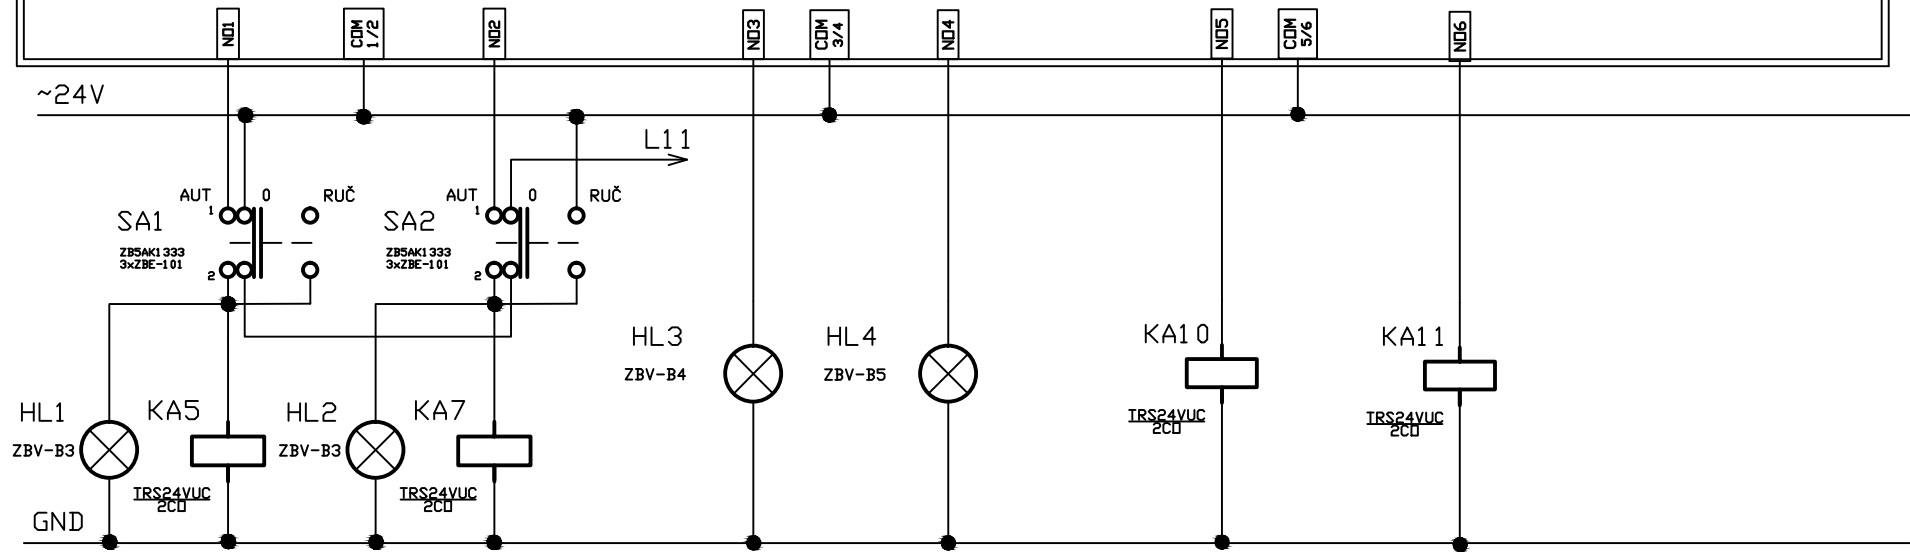 NO1
COM
1/2
NO2
NO3
COM
3/4
NO4
NO5
COM
5/6
NO6
~24V
L11
AUT 0 RUČ
AUT 0 RUČ
1
1
SA1
SA2
ZB5AK1333
3xZBE-101
ZB5AK1333
3xZBE-101
2
2
HL3
ZBV-B4
HL4
ZBV-B5
KA10
TRS24VUC
2CO
KA11
TRS24VUC
2CO
HL1
ZBV-B3
KA5
TRS24VUC
2CO
HL2
ZBV-B3
KA7
TRS24VUC
2CO
GND